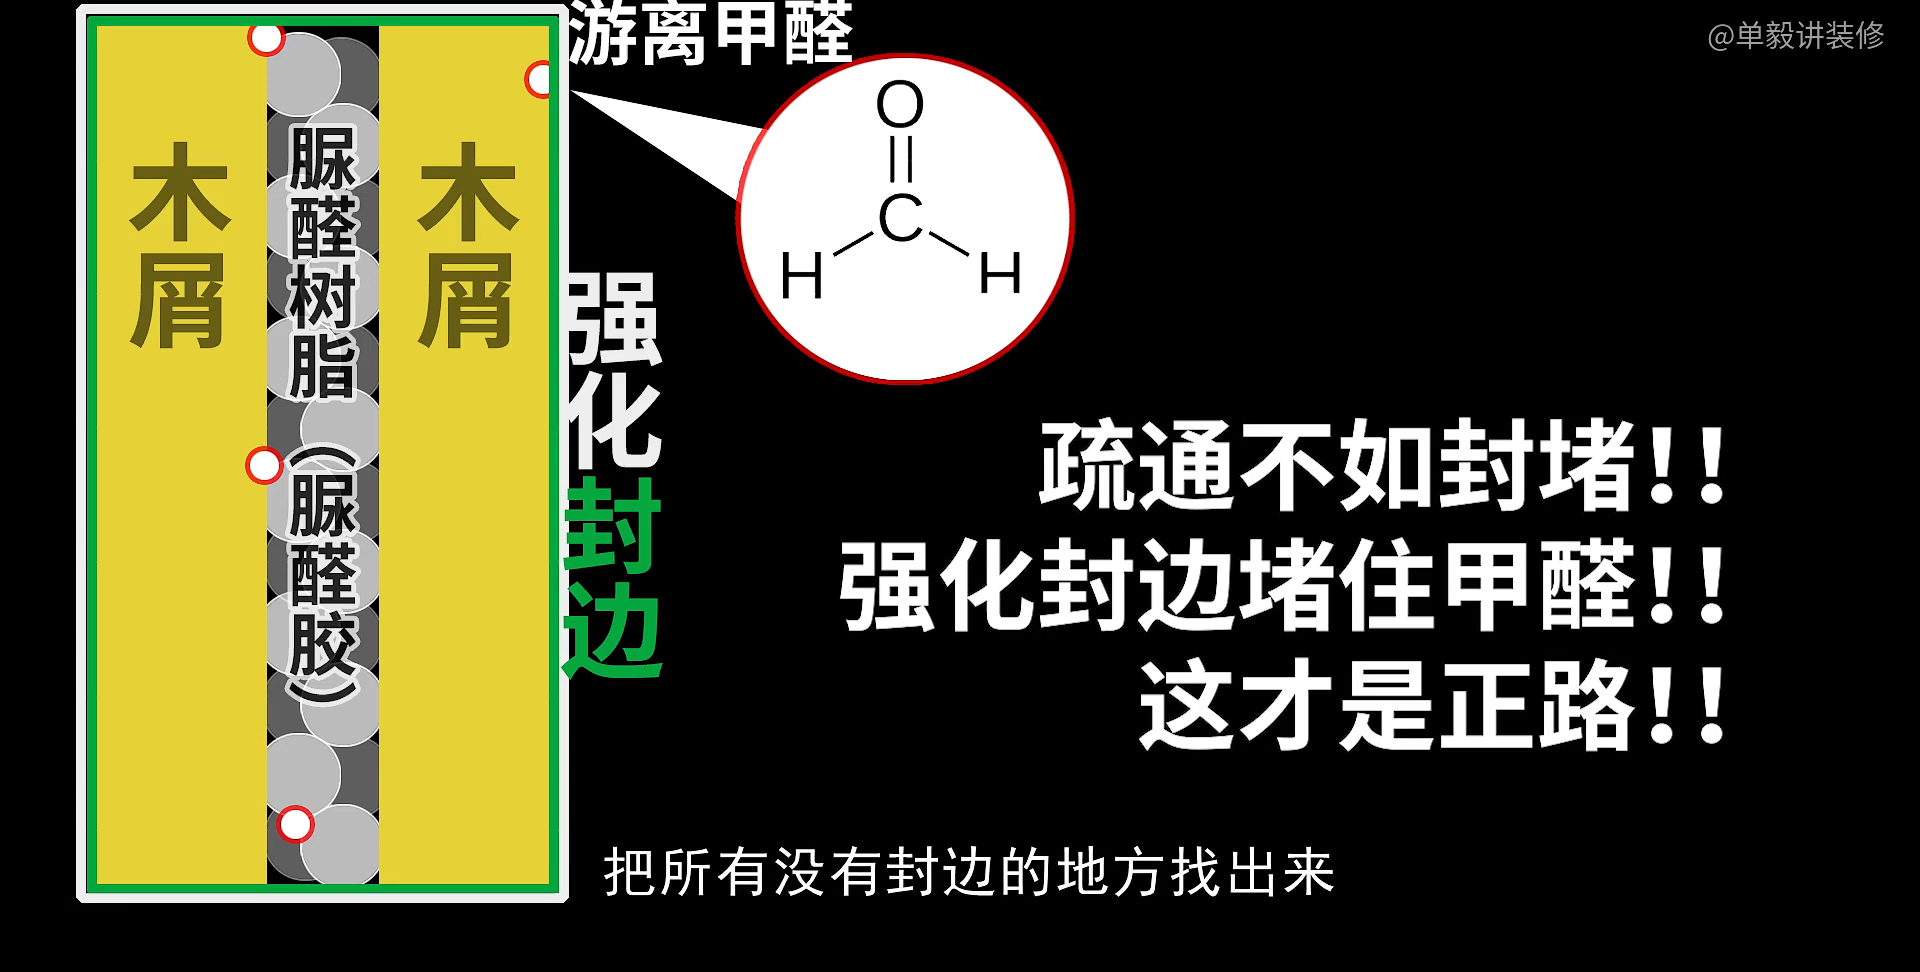 游离甲醛
@单毅讲装修
木屑
脲醛树脂（脲醛胶）
木屑
O
C
H
H
强化封边
疏通不如封堵！！
强化封边堵住甲醛！！
这才是正路！！
把所有没有封边的地方找出来